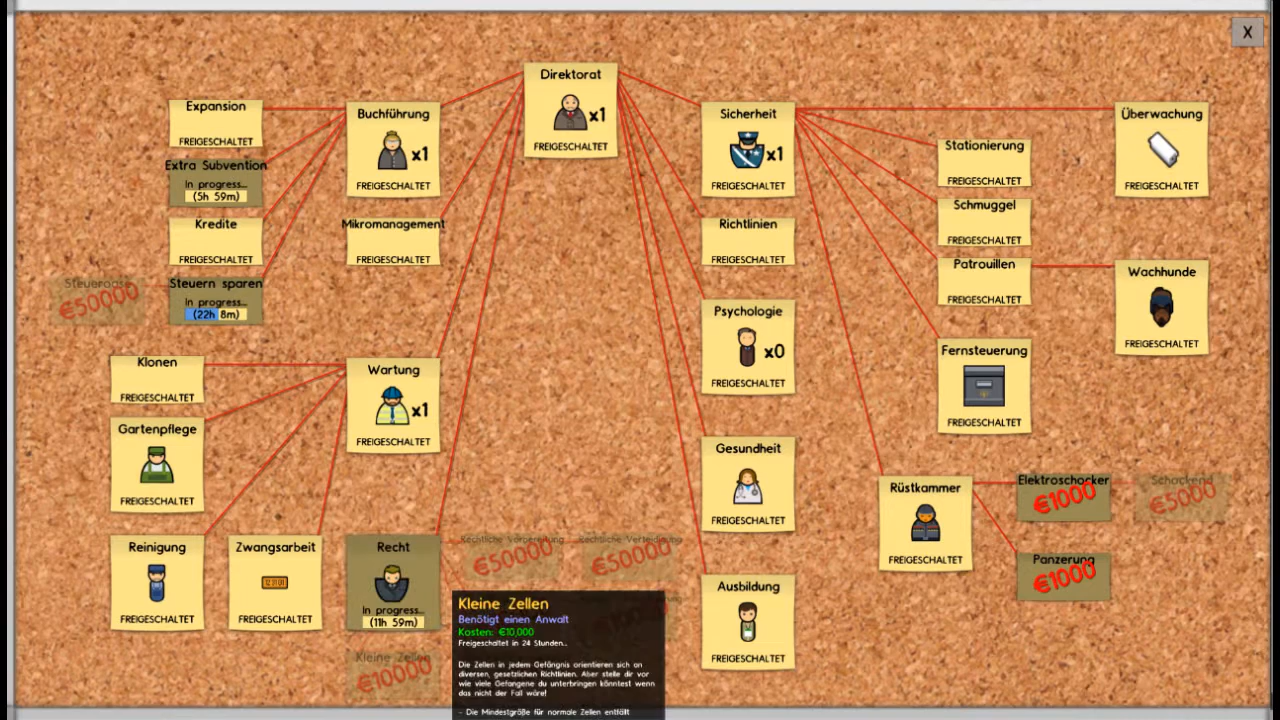 X
Direktorat
x1
FREIGESCHALTET
Expansion
FREIGESCHALTET
Buchführung
x1
FREIGESCHALTET
Sicherheit
x1
FREIGESCHALTET
Überwachung
FREIGESCHALTET
Extra Subvention
In progress...
(5h 59m)
Stationierung
FREIGESCHALTET
Kredite
FREIGESCHALTET
Mikromanagement
FREIGESCHALTET
Richtlinien
FREIGESCHALTET
Schmuggel
FREIGESCHALTET
Steueroase
€50000
Steuern sparen
In progress...
(22h 8m)
Patrouillen
FREIGESCHALTET
Wachhunde
FREIGESCHALTET
Psychologie
x0
FREIGESCHALTET
Klonen
FREIGESCHALTET
Wartung
x1
FREIGESCHALTET
Fernsteuerung
FREIGESCHALTET
Gartenpflege
FREIGESCHALTET
Gesundheit
FREIGESCHALTET
Rüstkammer
FREIGESCHALTET
Elektroschocker
€1000
Schockend
€5000
Reinigung
FREIGESCHALTET
Zwangsarbeit
FREIGESCHALTET
Recht
In progress...
(11h 59m)
Rechtliche Vorbereitung
€50000
Rechtliche Verteidigung
€50000
Panzerung
€1000
Ausbildung
FREIGESCHALTET
Kleine Zellen
€10000
Kleine Zellen
Benötigt einen Anwalt
Kosten: €10,000
Freigeschaltet in 24 Stunden...
Die Zellen in jedem Gefängnis orientieren sich an
diversen, gesetzlichen Richtlinien. Aber stelle dir vor
wie viele Gefangene du unterbringen könntest wenn
das nicht der Fall wäre!
- Die Mindestgröße für normale Zellen entfällt